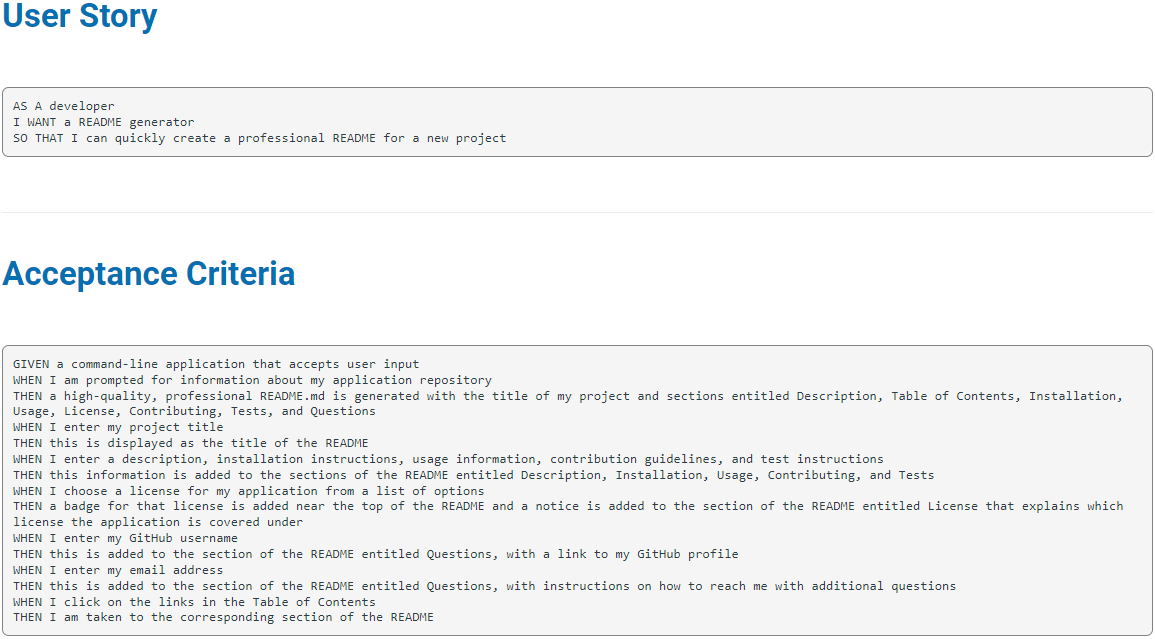 User Story
AS A developer
I WANT a README generator
SO THAT I can quickly create a professional README for a new project
Acceptance Criteria
GIVEN a command-line application that accepts user input
WHEN I am prompted for information about my application repository
THEN a high-quality, professional README.md is generated with the title of my project and sections entitled Description, Table of Contents, Installation,
Usage, License, Contributing, Tests, and Questions
WHEN I enter my project title
THEN this is displayed as the title of the README
WHEN I enter a description, installation instructions, usage information, contribution guidelines, and test instructions
THEN this information is added to the sections of the README entitled Description, Installation, Usage, Contributing, and Tests
WHEN I choose a license for my application from a list of options
THEN a badge for that license is added near the top of the README and a notice is added to the section of the README entitled License that explains which
license the application is covered under
WHEN I enter my GitHub username
THEN this is added to the section of the README entitled Questions, with a link to my GitHub profile
WHEN I enter my email address
THEN this is added to the section of the README entitled Questions, with instructions on how to reach me with additional questions
WHEN I click on the links in the Table of Contents
THEN I am taken to the corresponding section of the README